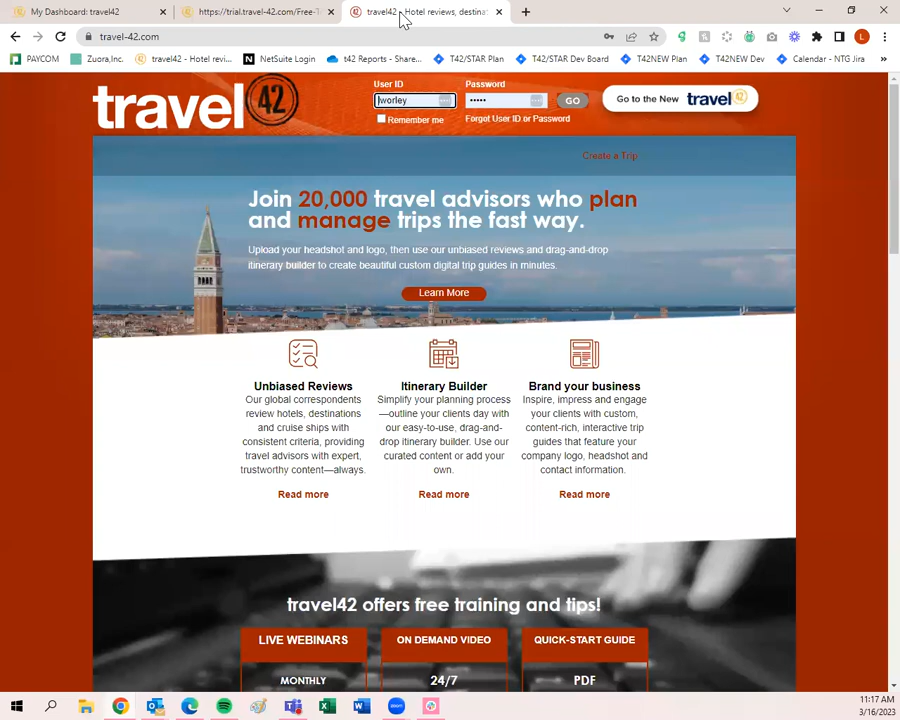 My Dashboard: travel42
https://trial.travel-42.com/Free-T
travel42 - Hotel reviews, destina
travel-42.com
PAYCOM
Zuora,Inc.
travel42 - Hotel revi...
NetSuite Login
t42 Reports - Share...
T42/STAR Plan
T42/STAR Dev Board
T42NEW Plan
T42NEW Dev
Calendar - NTG Jira
»
travel 42
User ID
Password
lworley
•••••
GO
Remember me
Forgot User ID or Password
Go to the New travel 42
Create a Trip
Join 20,000 travel advisors who plan
and manage trips the fast way.
Upload your headshot and logo, then use our unbiased reviews and drag-and-drop
itinerary builder to create beautiful custom digital trip guides in minutes.
Learn More
Unbiased Reviews
Our global correspondents
review hotels, destinations
and cruise ships with
consistent criteria, providing
travel advisors with expert,
trustworthy content—always.
Read more
Itinerary Builder
Simplify your planning process
—outline your clients day with
our easy-to-use, drag-and-
drop itinerary builder. Use our
curated content or add your
own.
Read more
Brand your business
Inspire, impress and engage
your clients with custom,
content-rich, interactive trip
guides that feature your
company logo, headshot and
contact information.
Read more
travel42 offers free training and tips!
LIVE WEBINARS
MONTHLY
ON DEMAND VIDEO
24/7
QUICK-START GUIDE
PDF
11:17 AM
3/16/2023